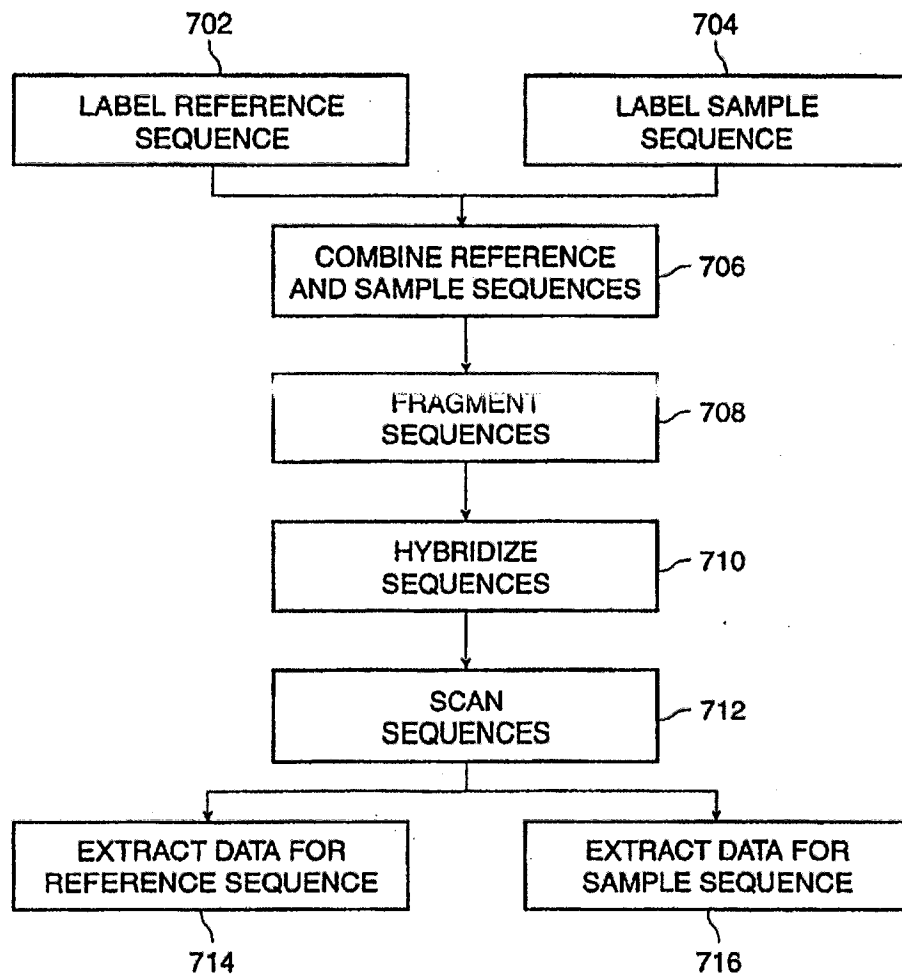 702
704
LABEL REFERENCE
SEQUENCE
LABEL SAMPLE
SEQUENCE
COMBINE REFERENCE
AND SAMPLE SEQUENCES
706
FRAGMENT
SEQUENCES
708
HYBRIDIZE
SEQUENCES
710
SCAN
SEQUENCES
712
EXTRACT DATA FOR
REFERENCE SEQUENCE
EXTRACT DATA FOR
SAMPLE SEQUENCE
714
716